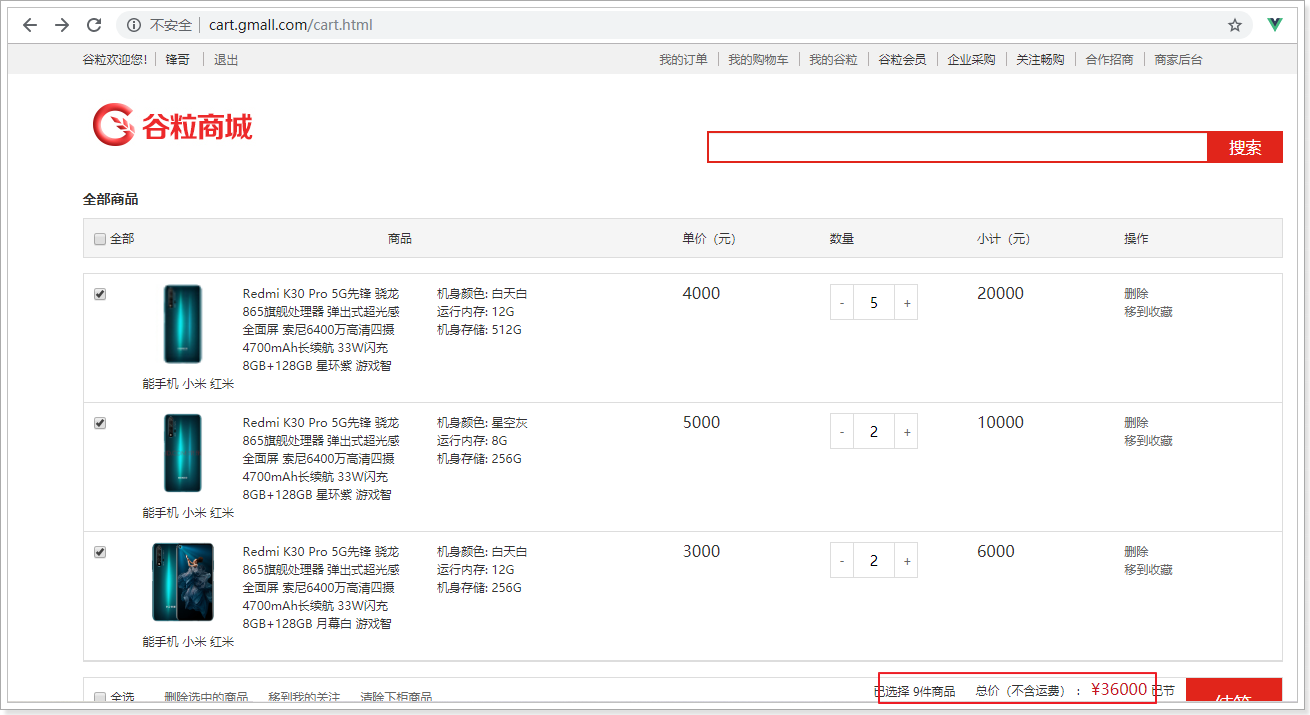 不安全 cart.gmall.com/cart.html
谷粒欢迎您! 锋哥 退出 我的订单 我的购物车 我的谷粒 谷粒会员 企业采购 关注畅购 合作招商 商家后台
谷粒商城
搜索
全部商品
全部 商品 单价（元） 数量 小计（元） 操作
Redmi K30 Pro 5G先锋 骁龙 机身颜色: 白天白 4000 - 5 + 20000 删除
865旗舰处理器 弹出式超光感 运行内存: 12G 移到收藏
全面屏 索尼6400万高清四摄 机身存储: 512G
4700mAh长续航 33W闪充
8GB+128GB 星环紫 游戏智
能手机 小米 红米
Redmi K30 Pro 5G先锋 骁龙 机身颜色: 星空灰 5000 - 2 + 10000 删除
865旗舰处理器 弹出式超光感 运行内存: 8G 移到收藏
全面屏 索尼6400万高清四摄 机身存储: 256G
4700mAh长续航 33W闪充
8GB+128GB 星环紫 游戏智
能手机 小米 红米
Redmi K30 Pro 5G先锋 骁龙 机身颜色: 白天白 3000 - 2 + 6000 删除
865旗舰处理器 弹出式超光感 运行内存: 12G 移到收藏
全面屏 索尼6400万高清四摄 机身存储: 256G
4700mAh长续航 33W闪充
8GB+128GB 月幕白 游戏智
能手机 小米 红米
全选 删除选中的商品 移到我的关注 清除下柜商品 已选择 9件商品 总价（不含运费）： ¥36000 已节 结算